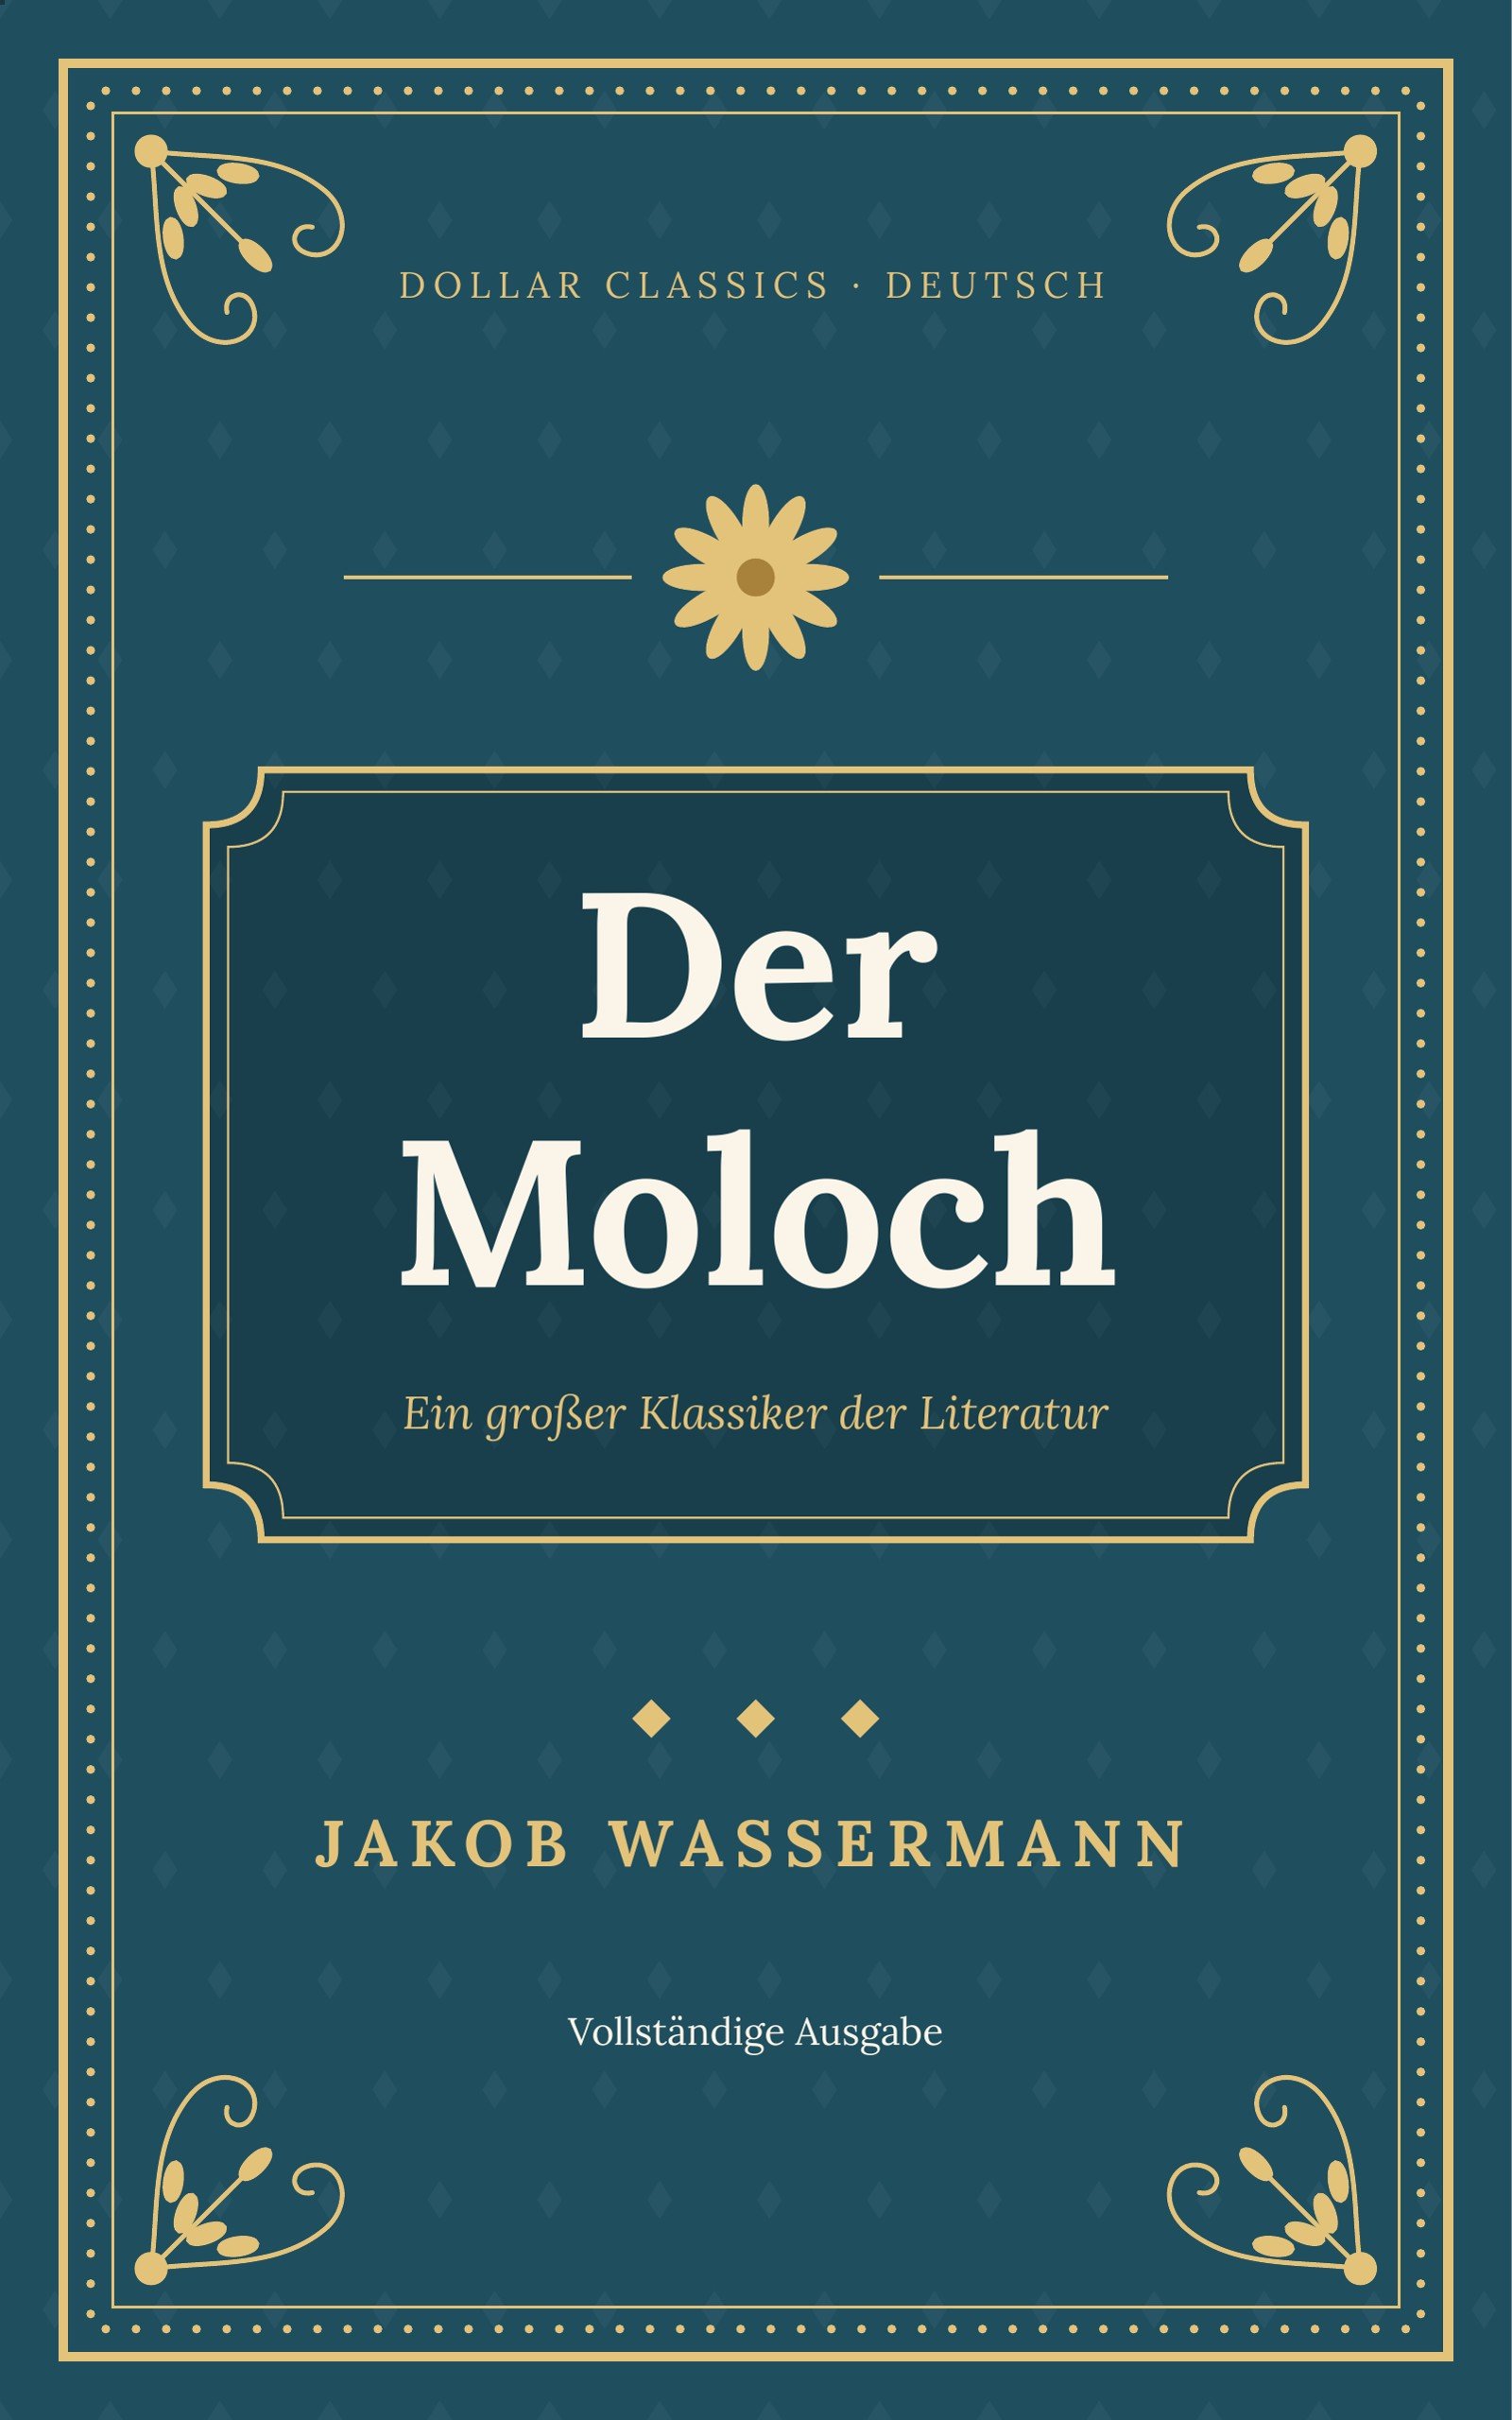 DOLLAR CLASSICS · DEUTSCH
Der
Moloch
Ein großer Klassiker der Literatur
JAKOB WASSERMANN
Vollständige Ausgabe